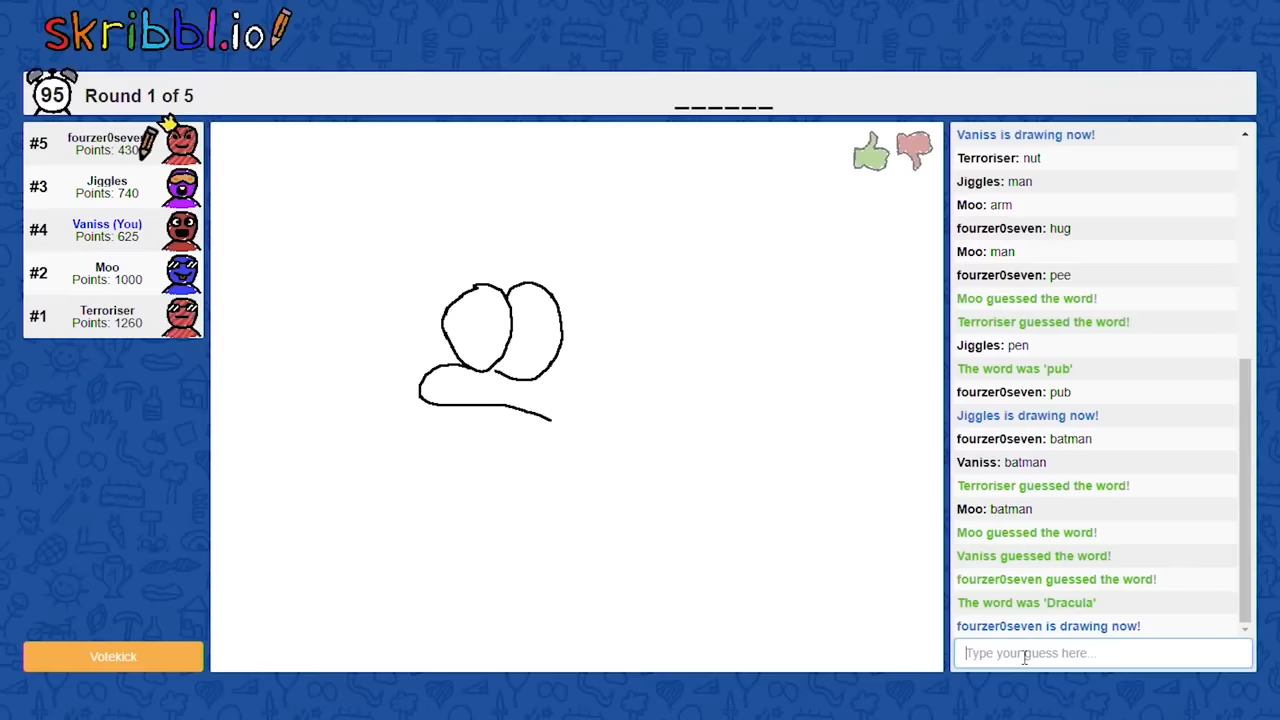 skribbl.io
95 Round 1 of 5 ______
#5 fourzer0seven
Points: 430
#3 Jiggles
Points: 740
#4 Vaniss (You)
Points: 625
#2 Moo
Points: 1000
#1 Terroriser
Points: 1260
Votekick
Vaniss is drawing now!
Terroriser: nut
Jiggles: man
Moo: arm
fourzer0seven: hug
Moo: man
fourzer0seven: pee
Moo guessed the word!
Terroriser guessed the word!
Jiggles: pen
The word was 'pub'
fourzer0seven: pub
Jiggles is drawing now!
fourzer0seven: batman
Vaniss: batman
Terroriser guessed the word!
Moo: batman
Moo guessed the word!
Vaniss guessed the word!
fourzer0seven guessed the word!
The word was 'Dracula'
fourzer0seven is drawing now!
Type your guess here...